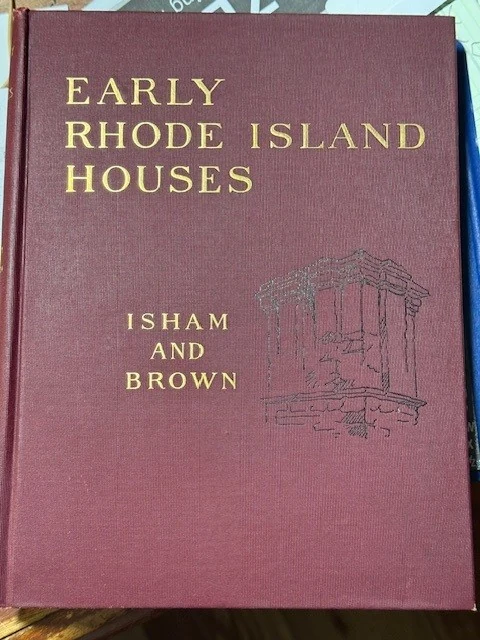 EARLY
RHODE ISLAND
HOUSES
ISHAM
AND
BROWN